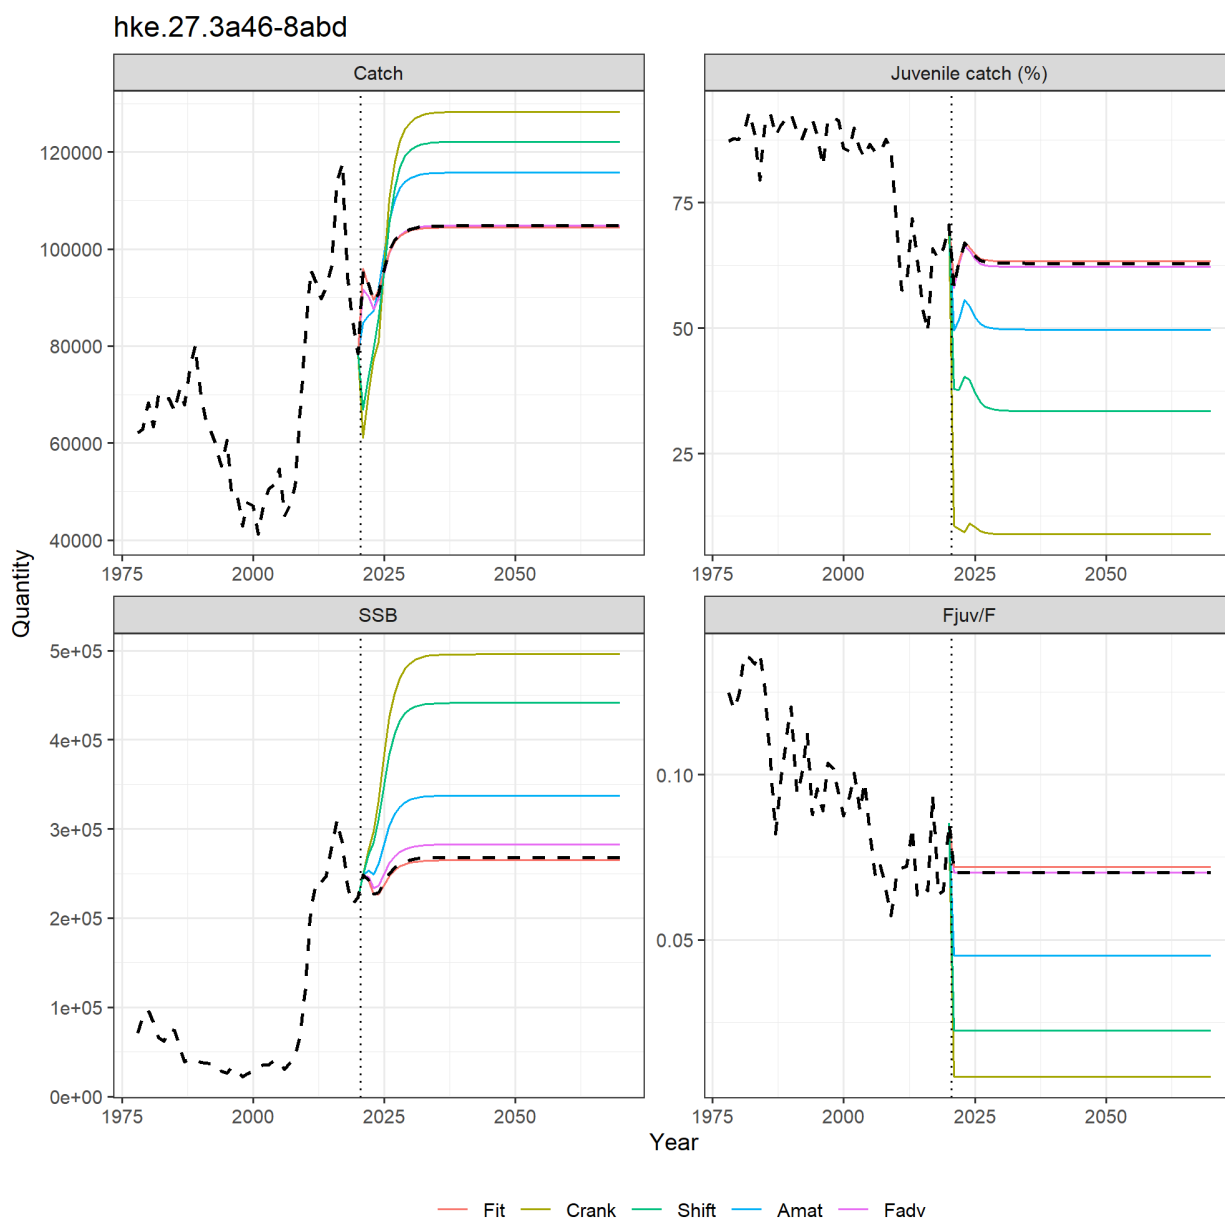 hke.27.3a46-8abd
Catch
Juvenile catch (%)
120000
100000
80000
60000
40000
75
50
25
1975 2000 2025 2050
1975 2000 2025 2050
SSB
Fjuv/F
5e+05
4e+05
3e+05
2e+05
1e+05
0e+00
0.10
0.05
1975 2000 2025 2050
1975 2000 2025 2050
Quantity
Year
Fit Crank Shift Amat Fadv